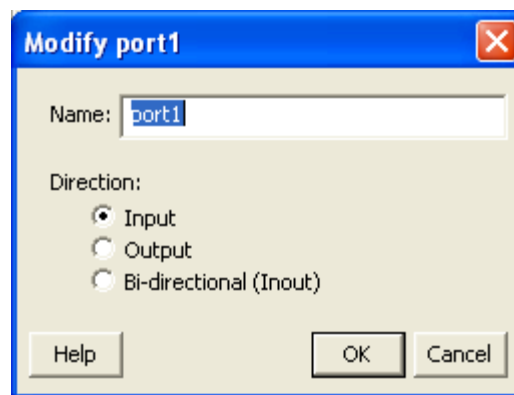 Modify port1
Name: port1
Direction:
Input
Output
Bi-directional (Inout)
Help OK Cancel